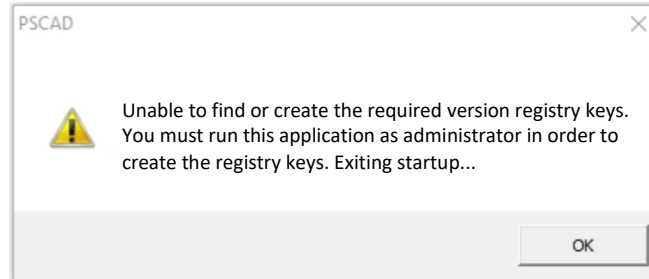 PSCAD
Unable to find or create the required version registry keys.
You must run this application as administrator in order to
create the registry keys. Exiting startup...
OK